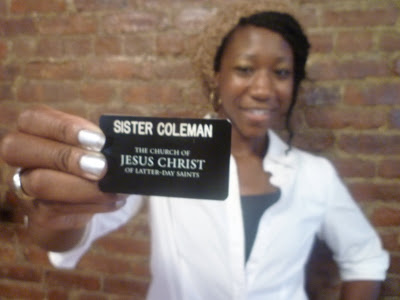 SISTER COLEMAN
THE CHURCH OF
JESUS CHRIST
OF LATTER-DAY SAINTS